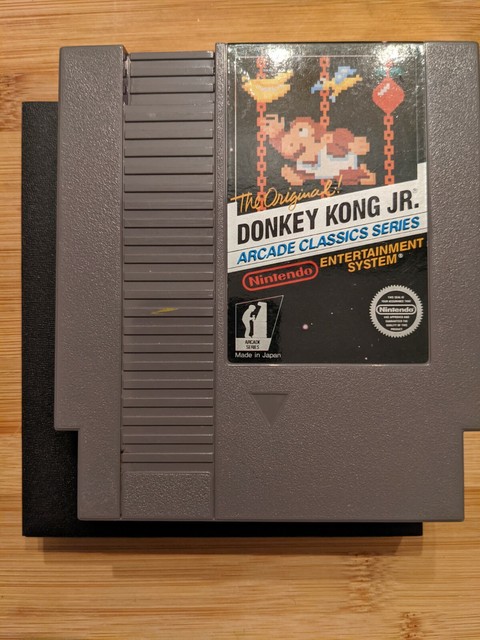 The Original!
DONKEY KONG JR.®
ARCADE CLASSICS SERIES
Nintendo® ENTERTAINMENT
SYSTEM®
ARCADE
SERIES
Made in Japan
Nintendo